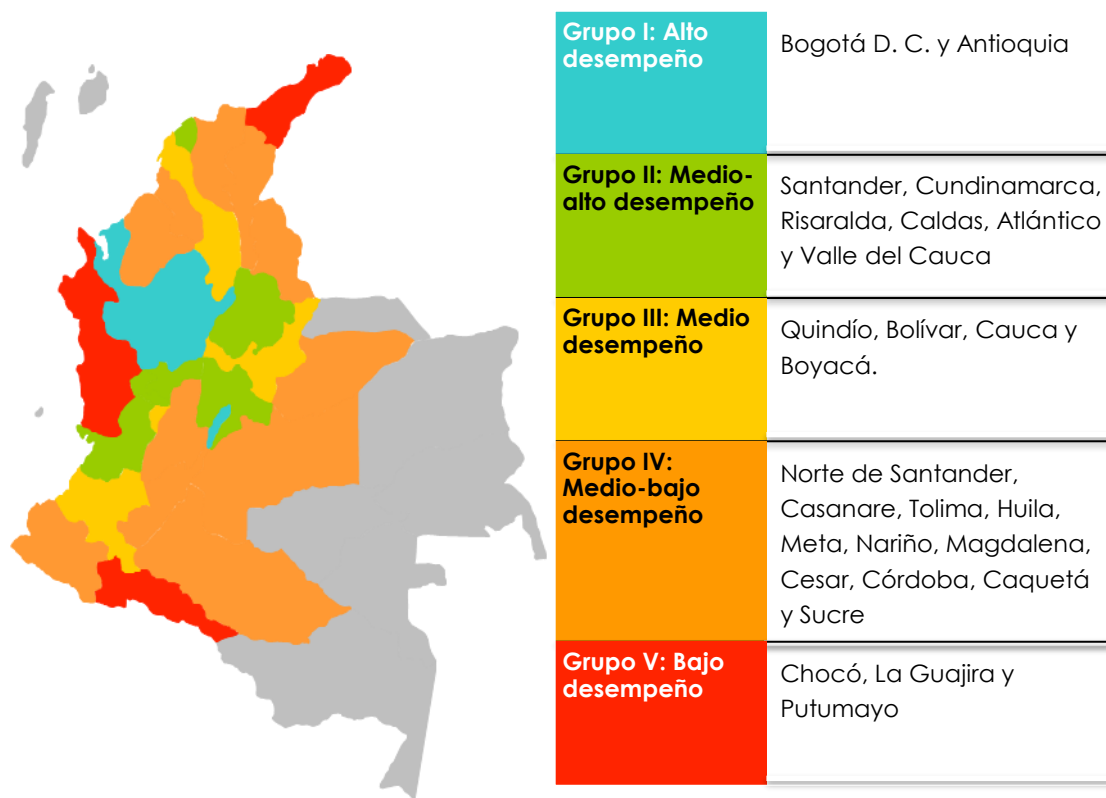 Grupo I: Alto
desempeño
Bogotá D. C. y Antioquia
Grupo II: Medio-
alto desempeño
Santander, Cundinamarca,
Risaralda, Caldas, Atlántico
y Valle del Cauca
Grupo III: Medio
desempeño
Quindío, Bolívar, Cauca y
Boyacá.
Grupo IV:
Medio-bajo
desempeño
Norte de Santander,
Casanare, Tolima, Huila,
Meta, Nariño, Magdalena,
Cesar, Córdoba, Caquetá
y Sucre
Grupo V: Bajo
desempeño
Chocó, La Guajira y
Putumayo